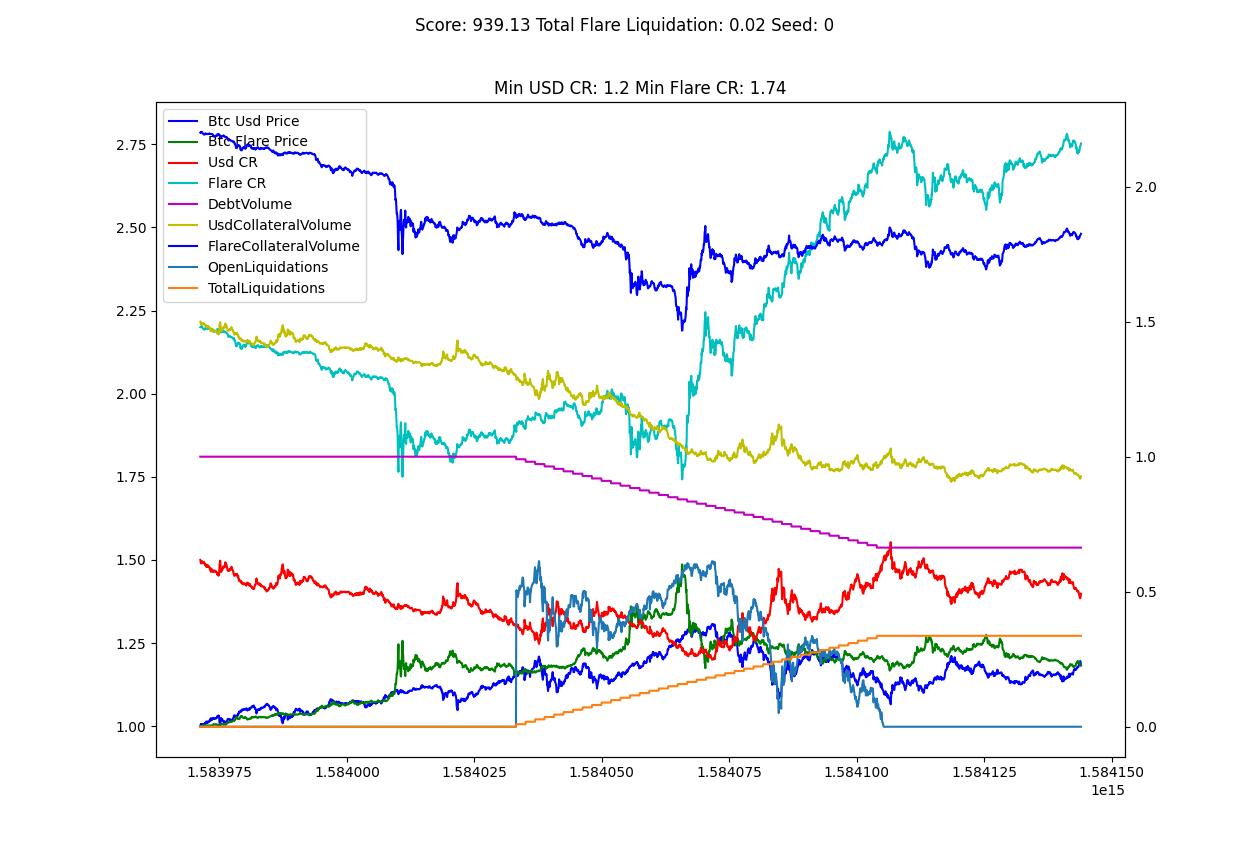 Score: 939.13 Total Flare Liquidation: 0.02 Seed: 0
Min USD CR: 1.2 Min Flare CR: 1.74
Btc Usd Price
Btc Flare Price
Usd CR
Flare CR
DebtVolume
UsdCollateralVolume
FlareCollateralVolume
OpenLiquidations
TotalLiquidations
2.75
2.50
2.25
2.00
1.75
1.50
1.25
1.00
2.0
1.5
1.0
0.5
0.0
1.583975
1.584000
1.584025
1.584050
1.584075
1.584100
1.584125
1.584150
1e15